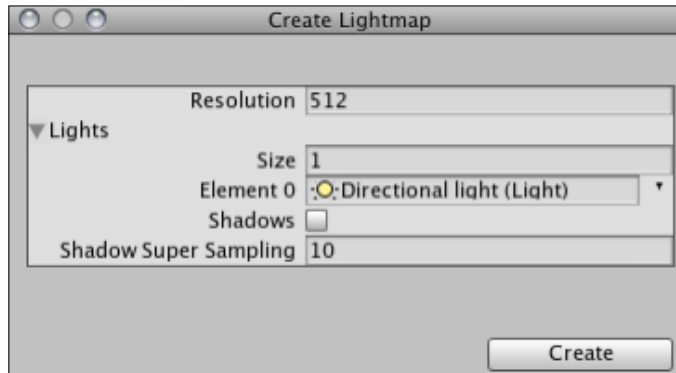 Create Lightmap
Resolution 512
Lights
Size 1
Element 0 Directional light (Light)
Shadows
Shadow Super Sampling 10
Create